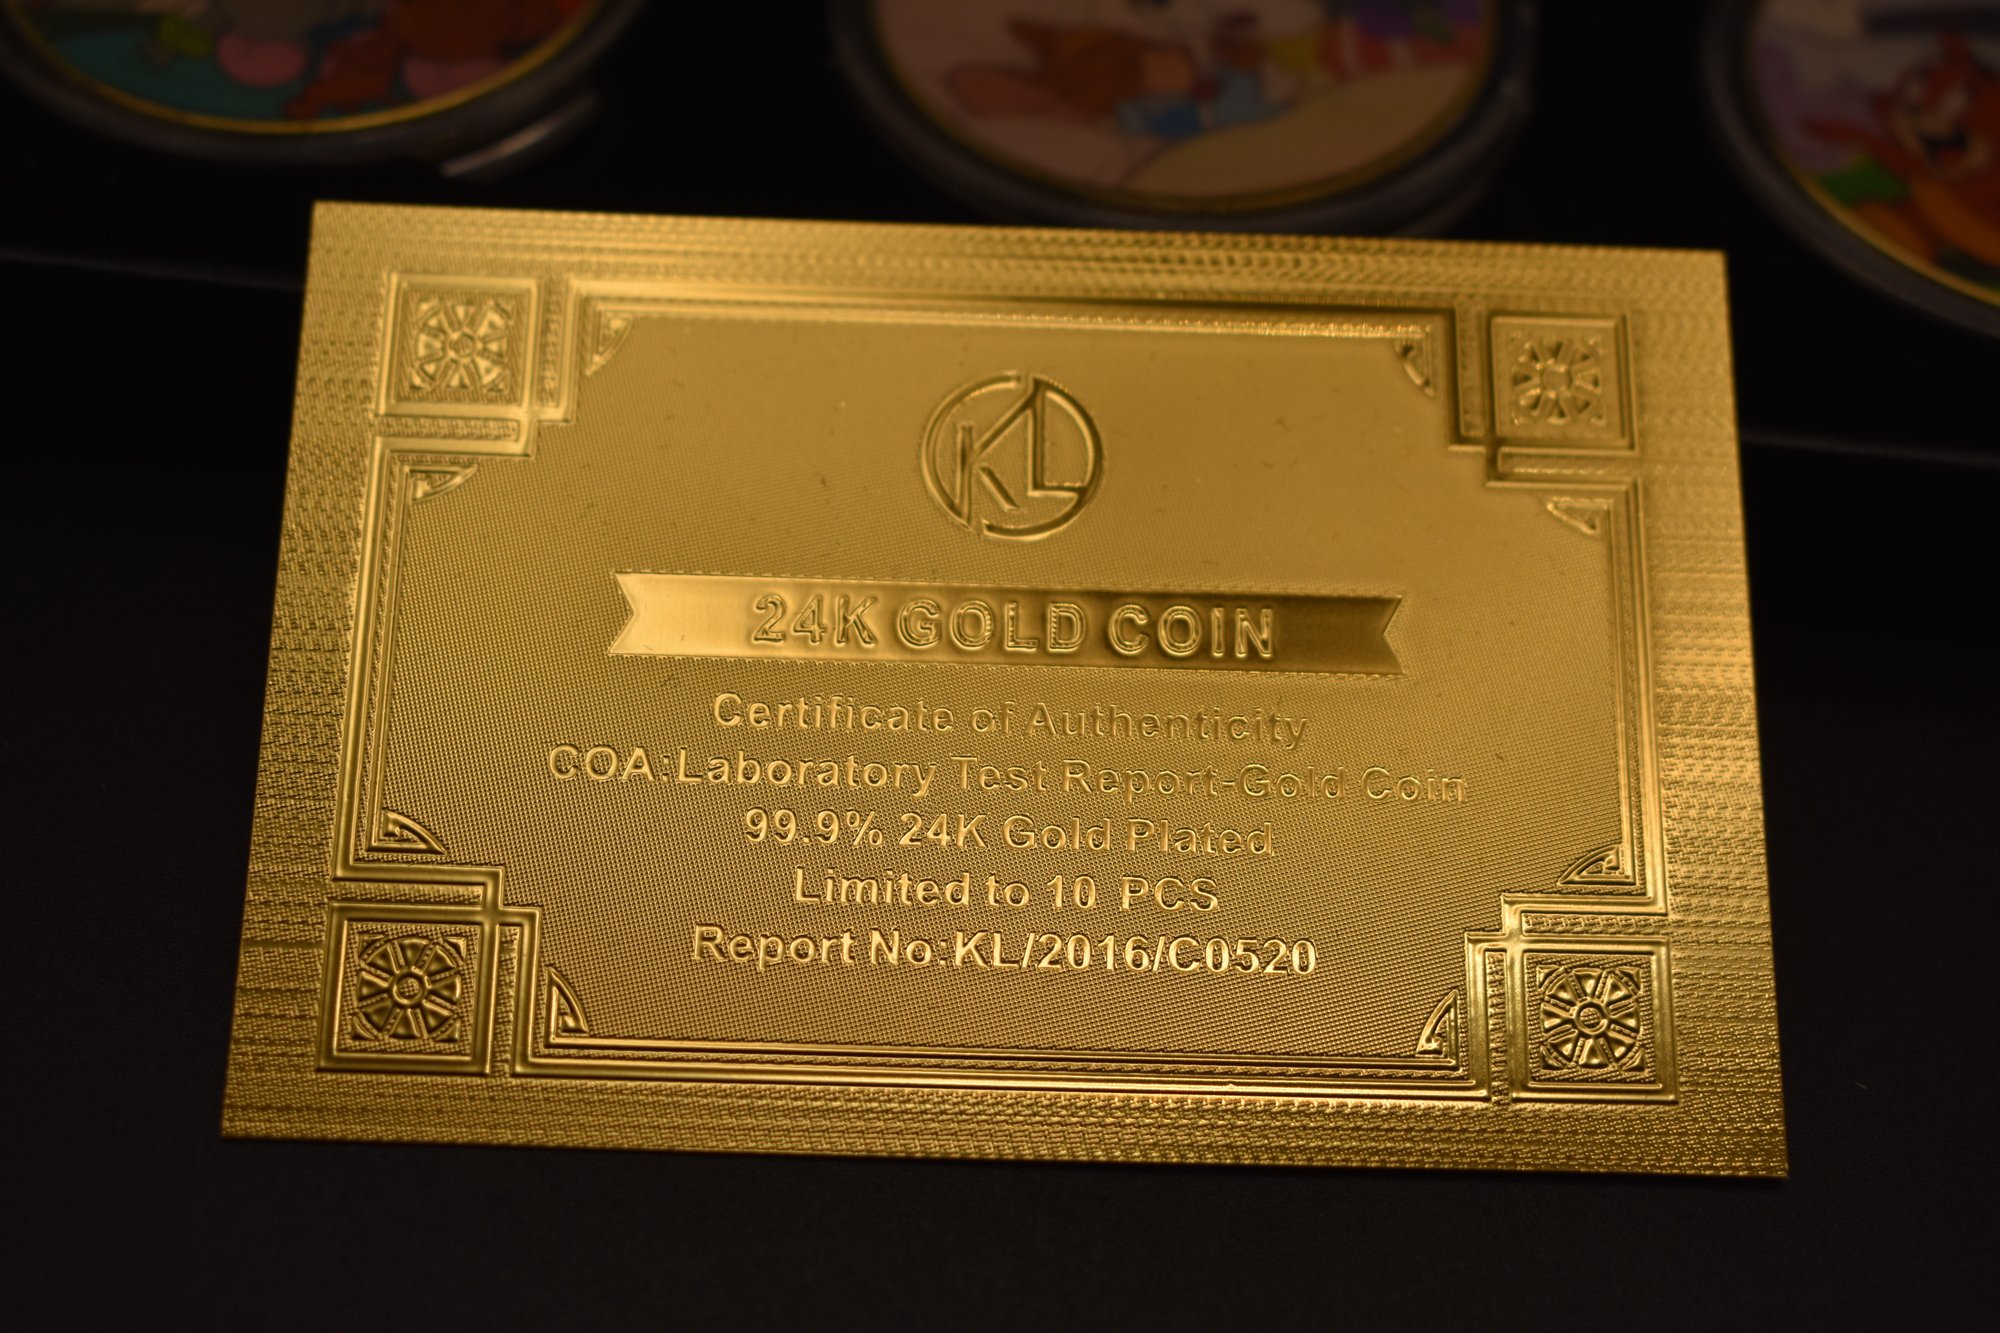 KL
24K GOLD COIN
Certificate of Authenticity
COA:Laboratory Test Report-Gold Coin
99.9% 24K Gold Plated
Limited to 10 PCS
Report No:KL/2016/C0520